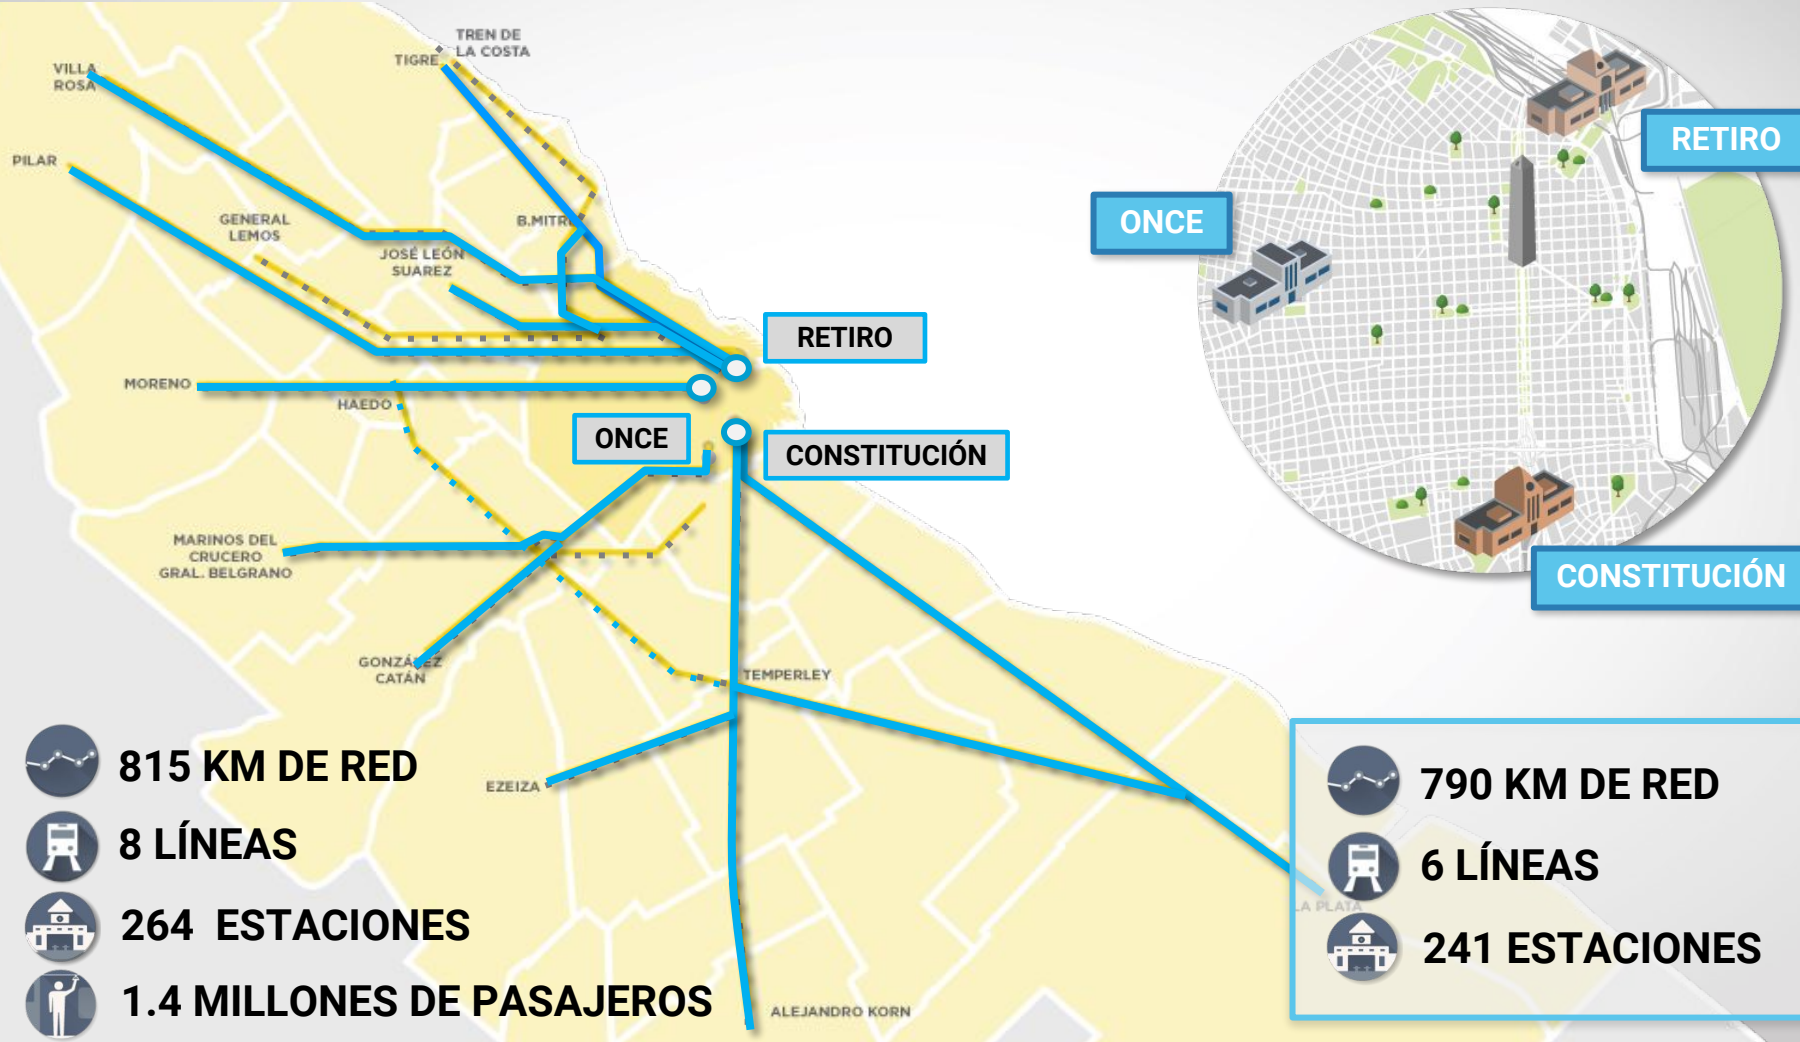 TREN DE
LA COSTA
TIGRE
VILLA
ROSA
PILAR
GENERAL
LEMOS
B.MITRE
JOSÉ LEÓN
SUAREZ
RETIRO
MORENO
HAEDO
ONCE
CONSTITUCIÓN
MARINOS DEL
CRUCERO
GRAL. BELGRANO
GONZÁLEZ
CATÁN
TEMPERLEY
EZEIZA
LA PLATA
ALEJANDRO KORN
RETIRO
ONCE
CONSTITUCIÓN
815 KM DE RED
8 LÍNEAS
264 ESTACIONES
1.4 MILLONES DE PASAJEROS
790 KM DE RED
6 LÍNEAS
241 ESTACIONES